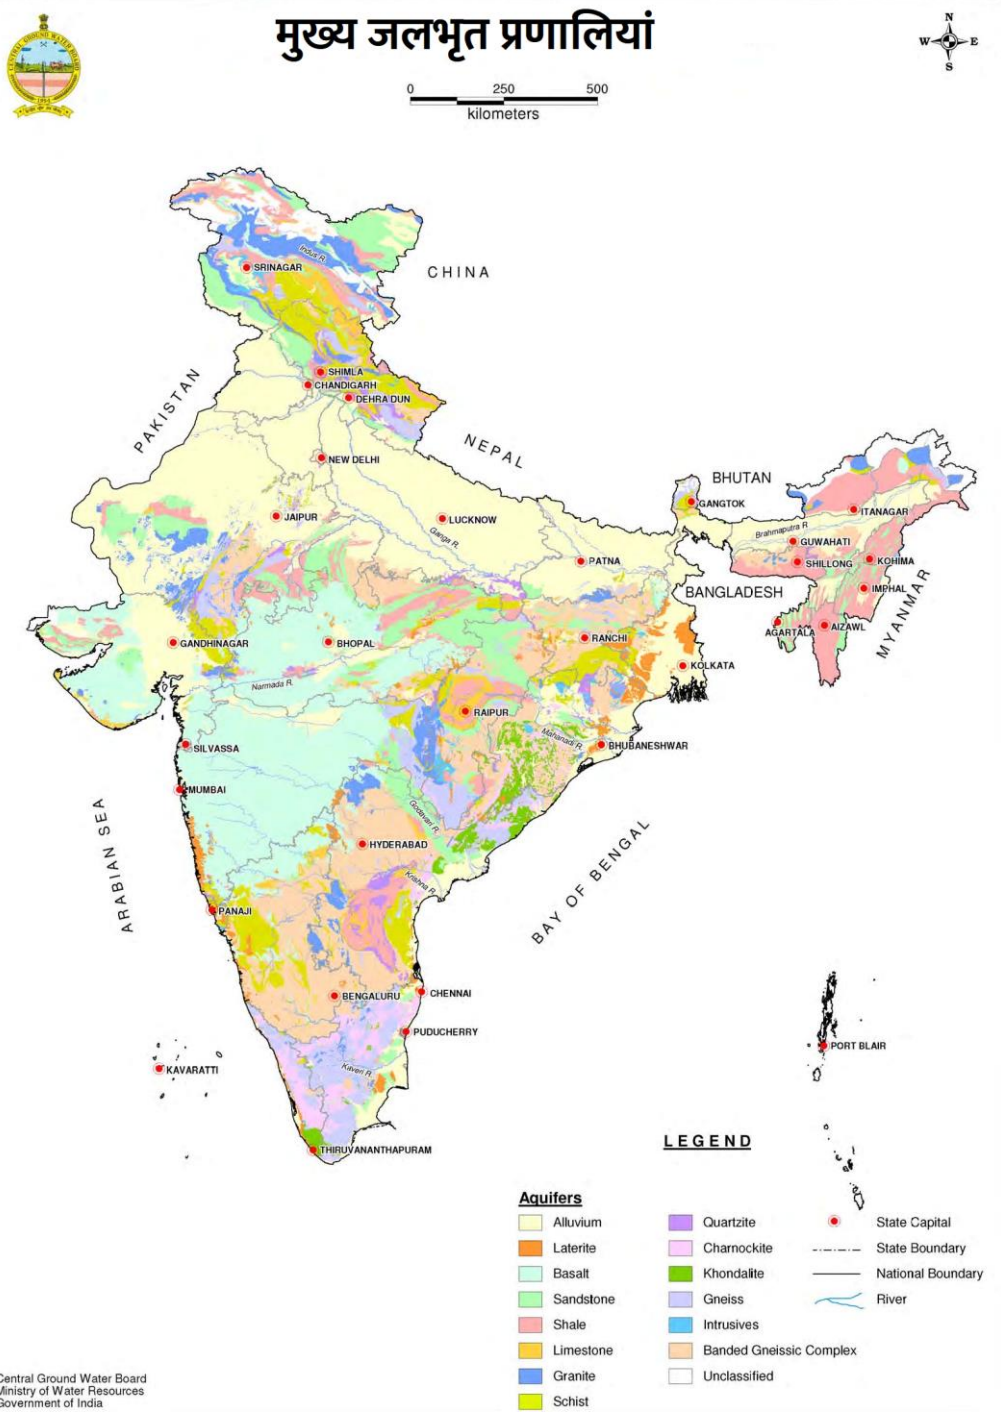 मुख्य जलभृत प्रणालियां
CENTRAL GROUND WATER BOARD
N
W E
S
0 250 500
kilometers
CHINA
PAKISTAN
NEPAL
BHUTAN
BANGLADESH
MYANMAR
ARABIAN SEA
BAY OF BENGAL
Indus R.
SRINAGAR
SHIMLA
CHANDIGARH
DEHRA DUN
NEW DELHI
JAIPUR
LUCKNOW
Ganga R.
PATNA
GANGTOK
ITANAGAR
Brahmaputra R.
GUWAHATI
SHILLONG
KOHIMA
IMPHAL
AGARTALA
AIZAWL
GANDHINAGAR
BHOPAL
RANCHI
KOLKATA
Narmada R.
RAIPUR
Mahanadi R.
BHUBANESHWAR
SILVASSA
MUMBAI
Godavari R.
HYDERABAD
Krishna R.
PANAJI
BENGALURU
CHENNAI
PUDUCHERRY
KAVARATTI
Kaveri R.
PORT BLAIR
THIRUVANANTHAPURAM
LEGEND
Aquifers
Alluvium
Laterite
Basalt
Sandstone
Shale
Limestone
Granite
Schist
Quartzite
Charnockite
Khondalite
Gneiss
Intrusives
Banded Gneissic Complex
Unclassified
State Capital
State Boundary
National Boundary
River
Central Ground Water Board
Ministry of Water Resources
Government of India